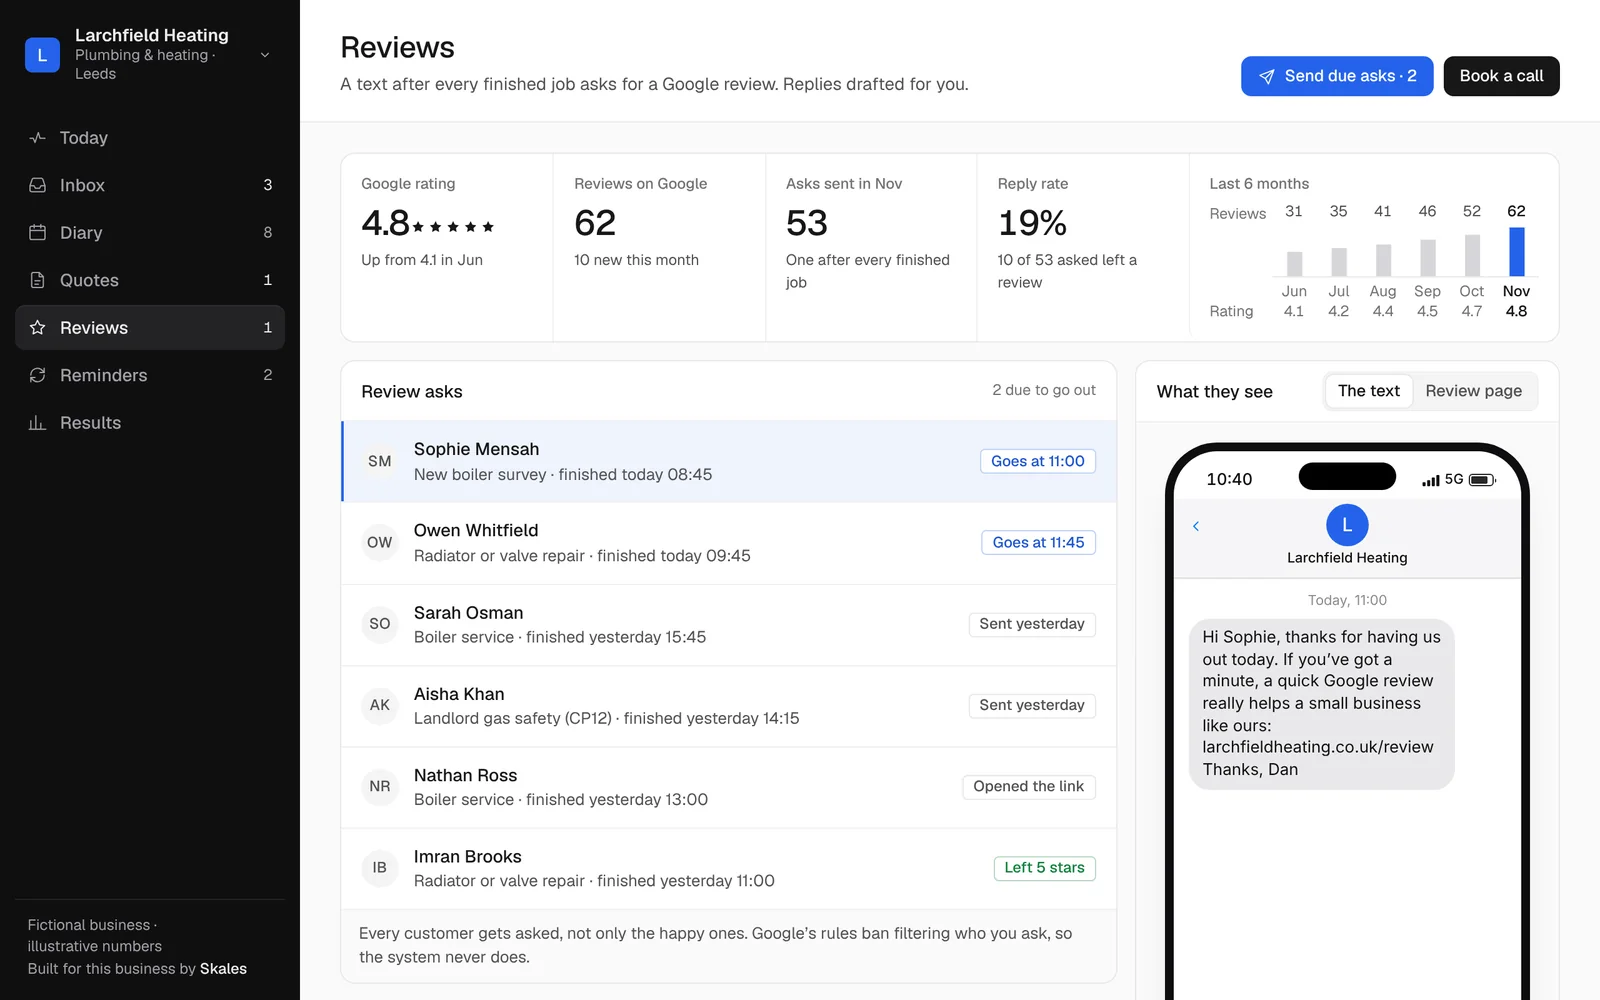 L
Larchfield Heating
Plumbing & heating ·
Leeds
Today
Inbox 3
Diary 8
Quotes 1
Reviews 1
Reminders 2
Results
Fictional business ·
illustrative numbers
Built for this business by Skales
Reviews
A text after every finished job asks for a Google review. Replies drafted for you.
Send due asks · 2
Book a call
Google rating
4.8 ★★★★★
Up from 4.1 in Jun
Reviews on Google
62
10 new this month
Asks sent in Nov
53
One after every finished
job
Reply rate
19%
10 of 53 asked left a
review
Last 6 months
Reviews 31 35 41 46 52 62
Jun Jul Aug Sep Oct Nov
Rating 4.1 4.2 4.4 4.5 4.7 4.8
Review asks
2 due to go out
SM
Sophie Mensah
New boiler survey · finished today 08:45
Goes at 11:00
OW
Owen Whitfield
Radiator or valve repair · finished today 09:45
Goes at 11:45
SO
Sarah Osman
Boiler service · finished yesterday 15:45
Sent yesterday
AK
Aisha Khan
Landlord gas safety (CP12) · finished yesterday 14:15
Sent yesterday
NR
Nathan Ross
Boiler service · finished yesterday 13:00
Opened the link
IB
Imran Brooks
Radiator or valve repair · finished yesterday 11:00
Left 5 stars
Every customer gets asked, not only the happy ones. Google’s rules ban filtering who you ask, so
the system never does.
What they see
The text
Review page
10:40
5G
L
Larchfield Heating
Today, 11:00
Hi Sophie, thanks for having us
out today. If you’ve got a
minute, a quick Google review
really helps a small business
like ours:
larchfieldheating.co.uk/review
Thanks, Dan